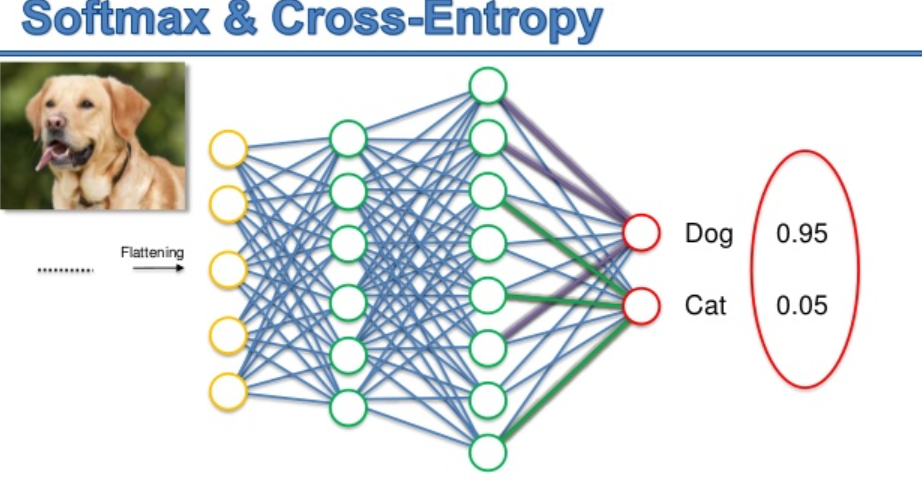 Softmax & Cross-Entropy
Flattening
Dog 0.95
Cat 0.05